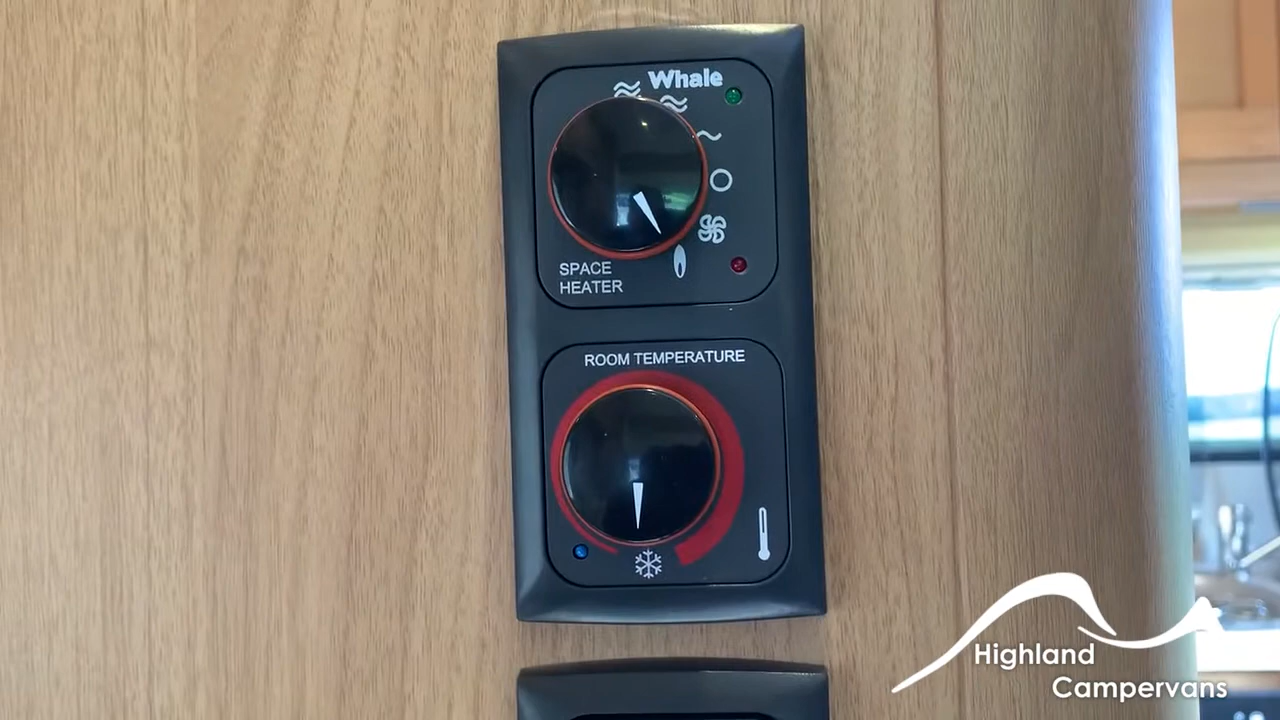 Whale
SPACE
HEATER
ROOM TEMPERATURE
Highland
Campervans